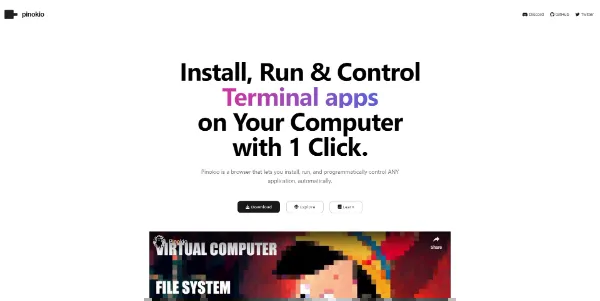 pinokio
Discord GitHub Twitter
Install, Run & Control
Terminal apps
on Your Computer
with 1 Click.
Pinokio is a browser that lets you install, run, and programmatically control ANY
application, automatically.
Download Explore Learn
Pinokio
Share
VIRTUAL COMPUTER
FILE SYSTEM